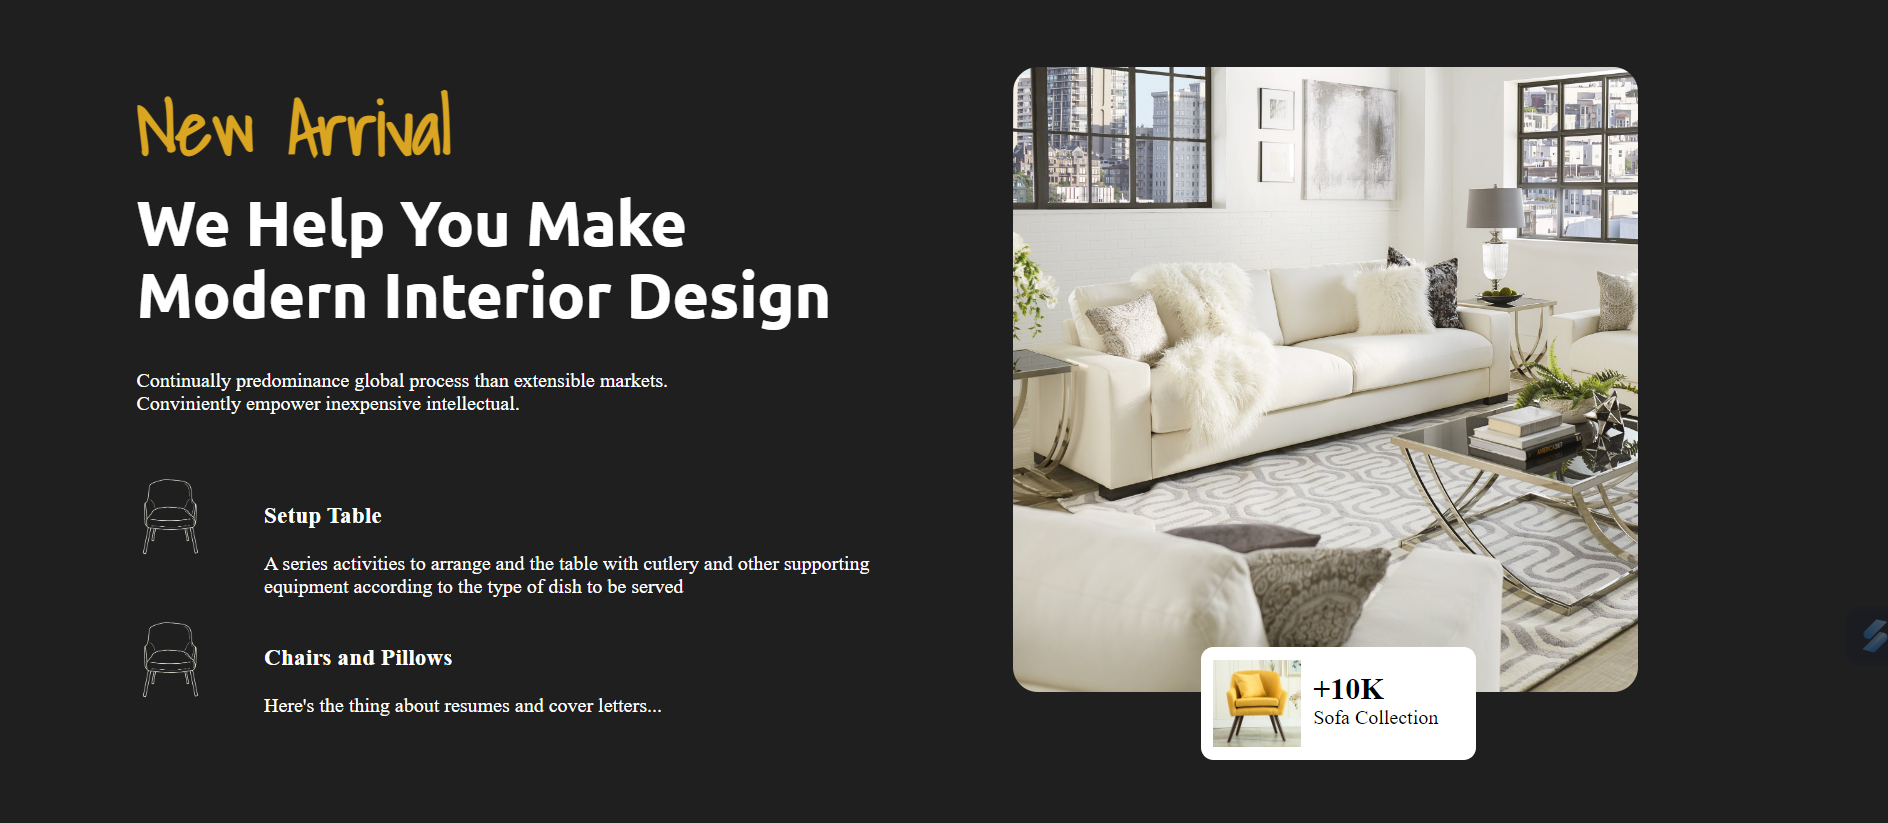 New Arrival
We Help You Make
Modern Interior Design
Continually predominance global process than extensible markets.
Conviniently empower inexpensive intellectual.
Setup Table
A series activities to arrange and the table with cutlery and other supporting
equipment according to the type of dish to be served
Chairs and Pillows
Here's the thing about resumes and cover letters...
+10K
Sofa Collection